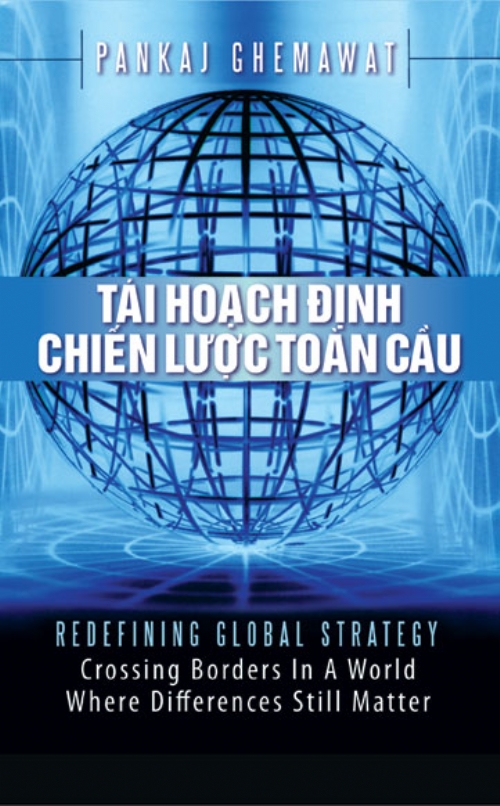 PANKAJ GHEMAWAT
TÁI HOẠCH ĐỊNH
CHIẾN LƯỢC TOÀN CẦU
REDEFINING GLOBAL STRATEGY
Crossing Borders In A World
Where Differences Still Matter